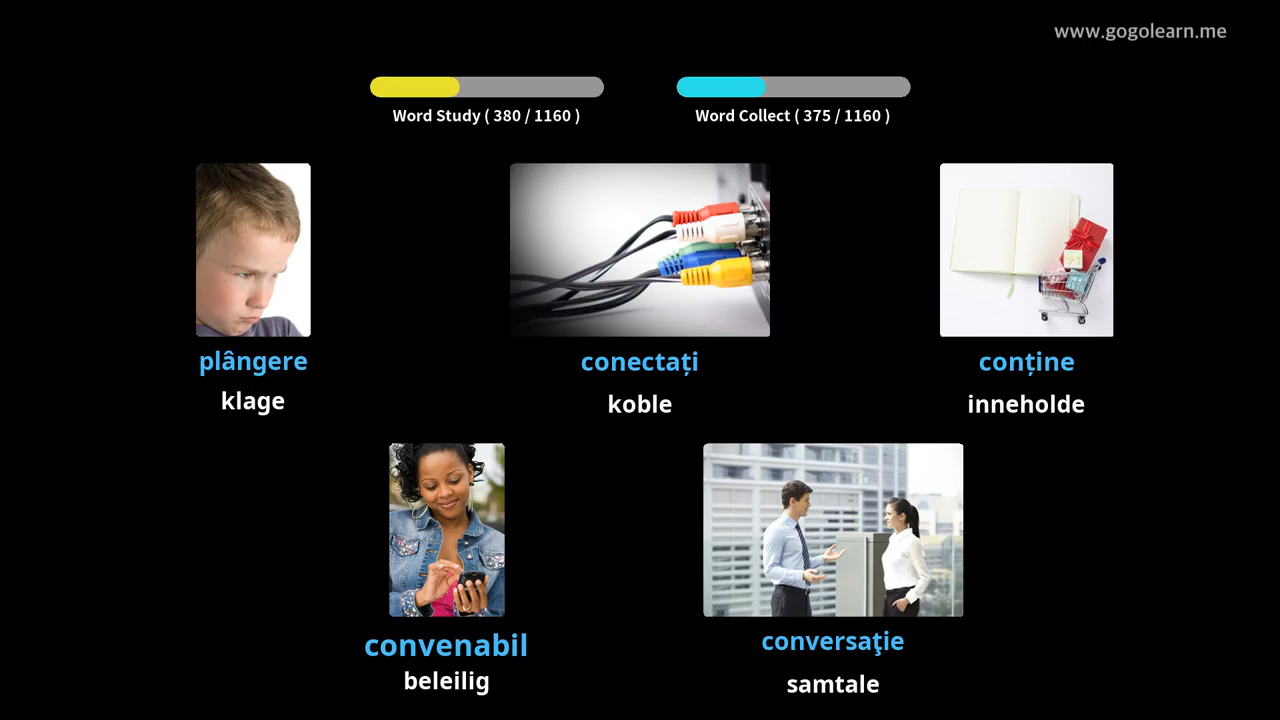 www.gogolearn.me
Word Study ( 380 / 1160 )
Word Collect ( 375 / 1160 )
plângere
klage
conectați
koble
conține
inneholde
convenabil
beleilig
conversaţie
samtale